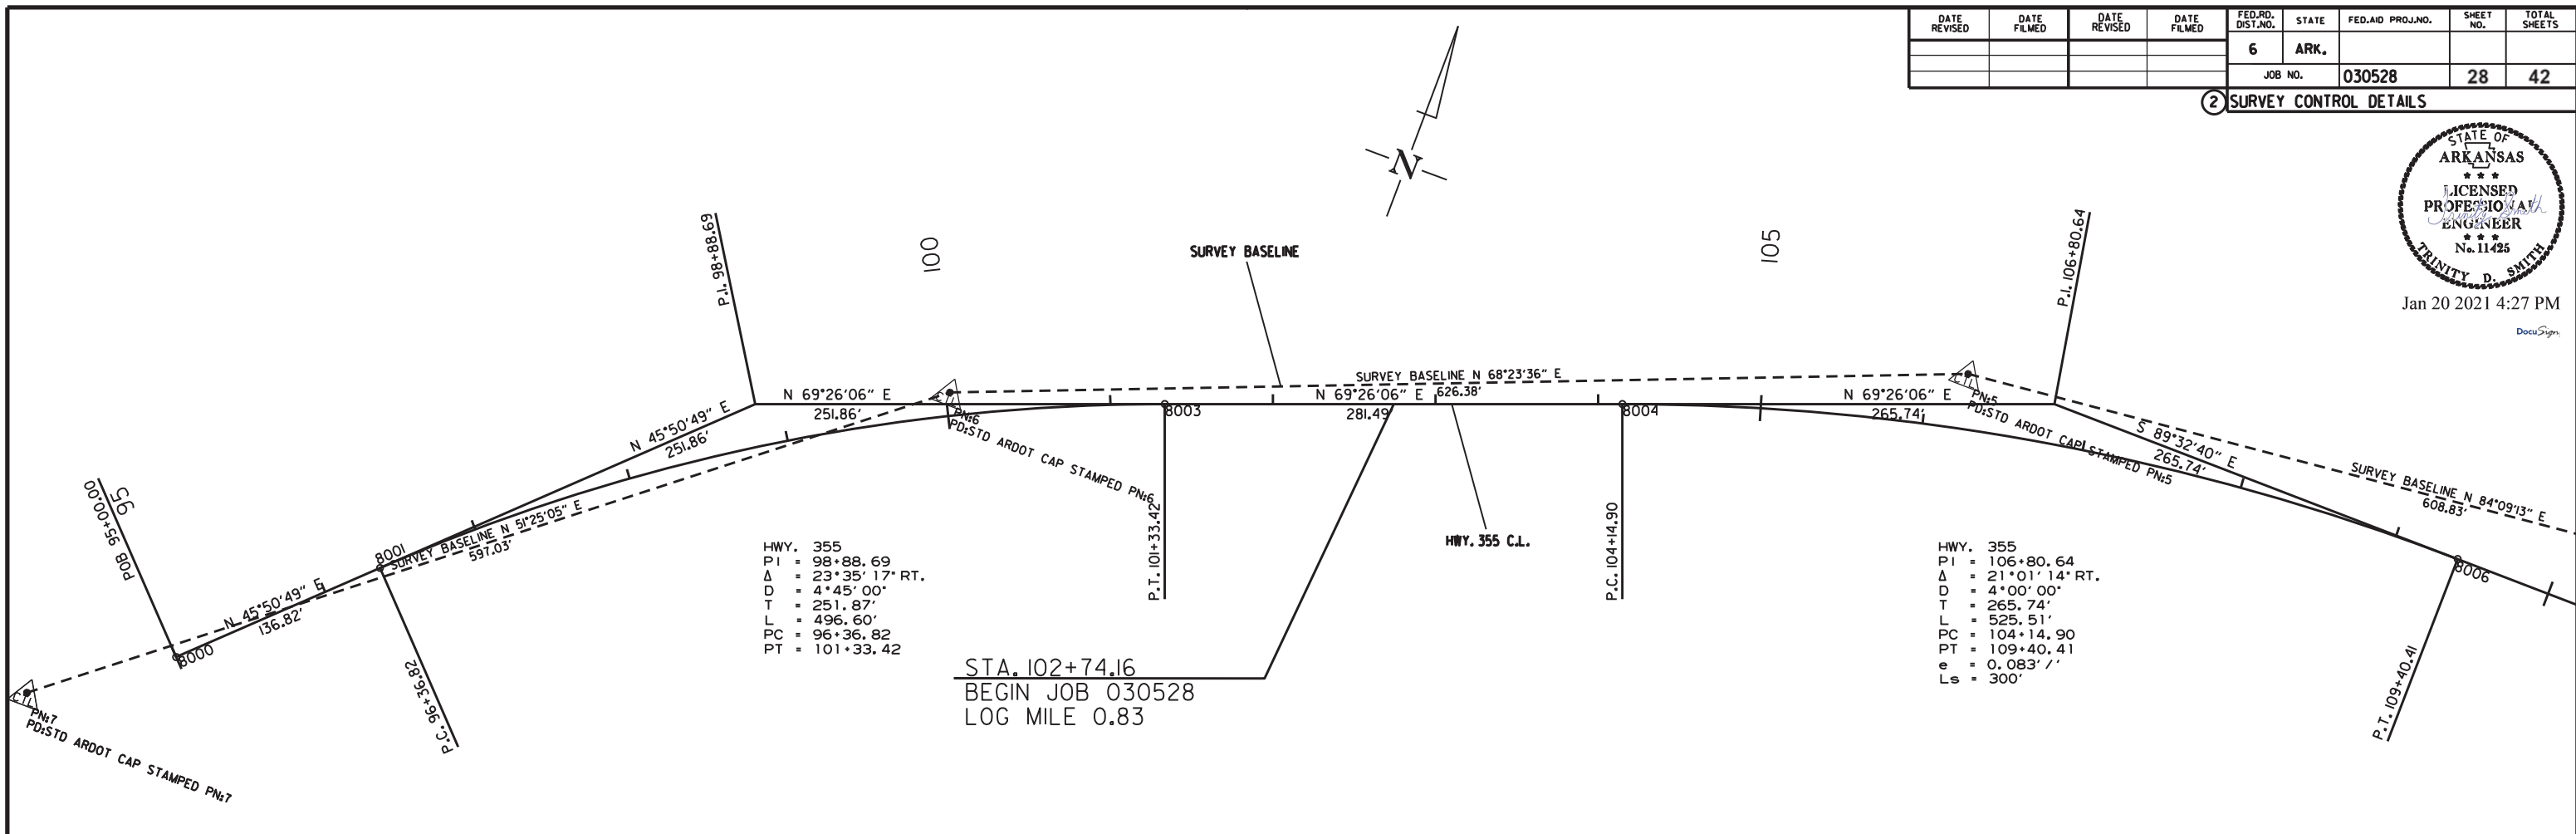 DATE REVISED
DATE FILMED
DATE REVISED
DATE FILMED
FED.RD. DIST.NO.
STATE
FED.AID PROJ.NO.
SHEET NO.
TOTAL SHEETS
6
ARK.
JOB NO.
030528
28
42
2 SURVEY CONTROL DETAILS
STATE OF
ARKANSAS
★ ★ ★
LICENSED
PROFESSIONAL
ENGINEER
★ ★ ★
No. 11425
TRINITY D. SMITH
Trinity Smith
Jan 20 2021 4:27 PM
DocuSign
N
P.I. 98+88.69
100
SURVEY BASELINE
105
P.I. 106+80.64
95
POB 95+00.00
N 45°50'49" E
251.86'
N 69°26'06" E
251.86'
CTL
PN:6
PD:STD ARDOT CAP STAMPED PN:6
8003
SURVEY BASELINE N 68°23'36" E
626.38'
N 69°26'06" E
281.49'
8004
N 69°26'06" E
265.74'
CTL
PN:5
PD:STD ARDOT CAP STAMPED PN:5
S 89°32'40" E
265.74'
SURVEY BASELINE N 84°09'13" E
608.83'
8001
SURVEY BASELINE N 51°25'05" E
597.03'
N 45°50'49" E
136.82'
8000
CTL
PN:7
PD:STD ARDOT CAP STAMPED PN:7
P.C. 96+36.82
P.T. 101+33.42
HWY. 355 C.L.
P.C. 104+14.90
8006
P.T. 109+40.41
HWY. 355
PI = 98+88.69
Δ = 23°35'17" RT.
D = 4°45'00"
T = 251.87'
L = 496.60'
PC = 96+36.82
PT = 101+33.42
STA. 102+74.16
BEGIN JOB 030528
LOG MILE 0.83
HWY. 355
PI = 106+80.64
Δ = 21°01'14" RT.
D = 4°00'00"
T = 265.74'
L = 525.51'
PC = 104+14.90
PT = 109+40.41
e = 0.083'/'
Ls = 300'